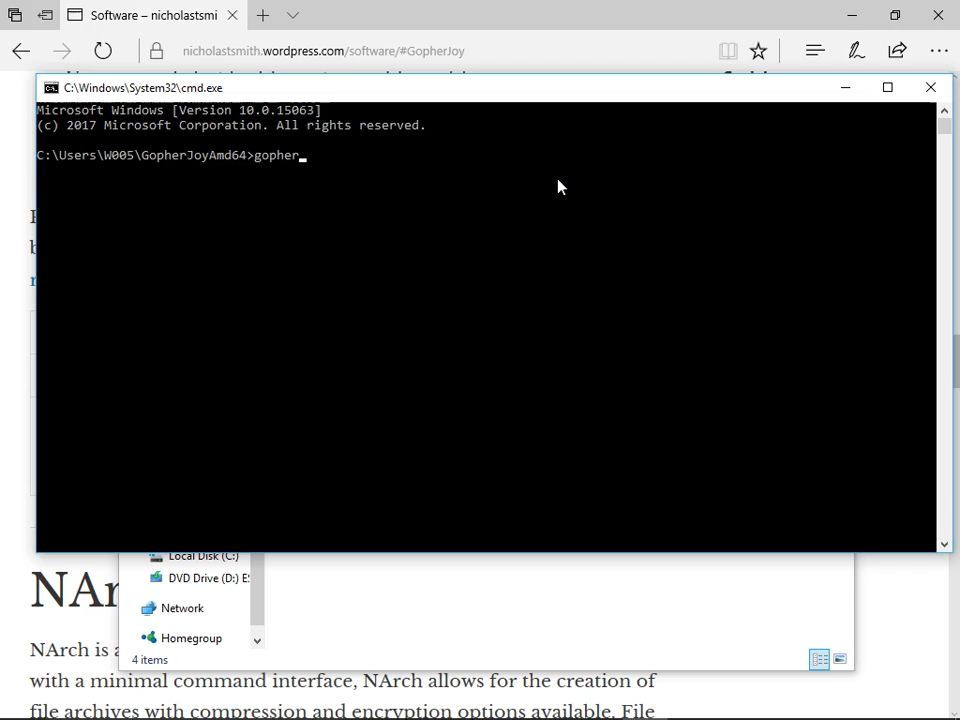 Software – nicholastsmi
nicholastsmith.wordpress.com/software/#GopherJoy
C:\Windows\System32\cmd.exe
Microsoft Windows [Version 10.0.15063]
(c) 2017 Microsoft Corporation. All rights reserved.
C:\Users\W005\GopherJoyAmd64>gopher_
Local Disk (C:)
DVD Drive (D:) E
Network
Homegroup
4 items
NAr
NArch is a
with a minimal command interface, NArch allows for the creation of
file archives with compression and encryption options available. File